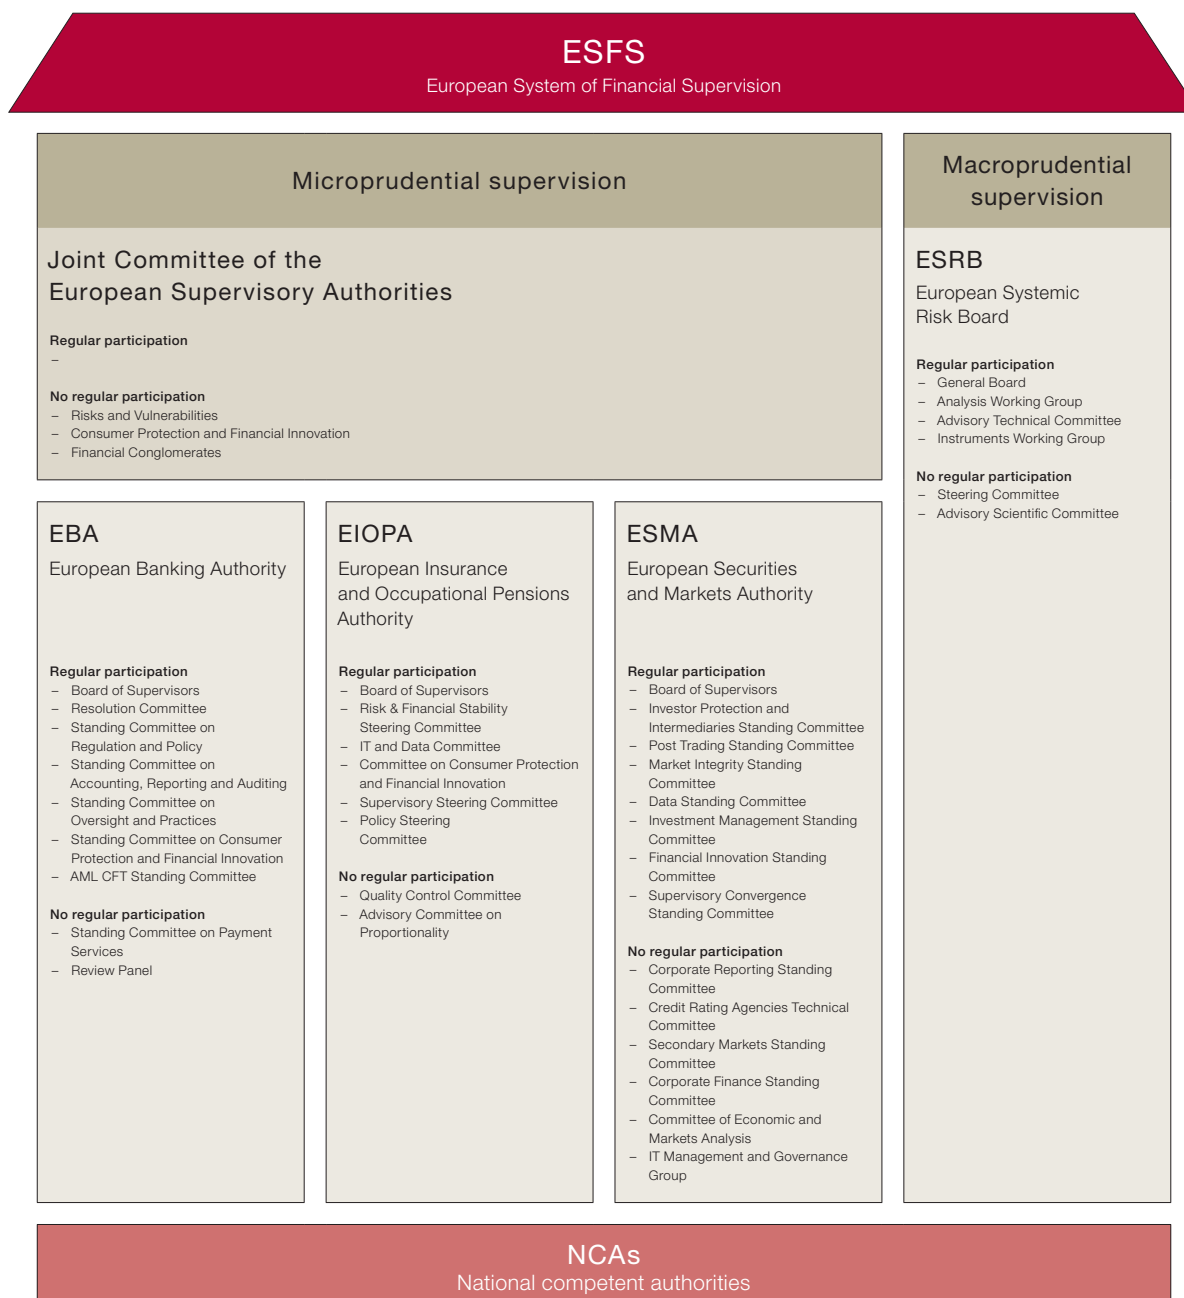 ESFS
European System of Financial Supervision
Microprudential supervision
Joint Committee of the
European Supervisory Authorities
Regular participation
–
No regular participation
– Risks and Vulnerabilities
– Consumer Protection and Financial Innovation
– Financial Conglomerates
Macroprudential
supervision
ESRB
European Systemic
Risk Board
Regular participation
– General Board
– Analysis Working Group
– Advisory Technical Committee
– Instruments Working Group
No regular participation
– Steering Committee
– Advisory Scientific Committee
EBA
European Banking Authority
Regular participation
– Board of Supervisors
– Resolution Committee
– Standing Committee on
Regulation and Policy
– Standing Committee on
Accounting, Reporting and Auditing
– Standing Committee on
Oversight and Practices
– Standing Committee on Consumer
Protection and Financial Innovation
– AML CFT Standing Committee
No regular participation
– Standing Committee on Payment
Services
– Review Panel
EIOPA
European Insurance
and Occupational Pensions
Authority
Regular participation
– Board of Supervisors
– Risk & Financial Stability
Steering Committee
– IT and Data Committee
– Committee on Consumer Protection
and Financial Innovation
– Supervisory Steering Committee
– Policy Steering
Committee
No regular participation
– Quality Control Committee
– Advisory Committee on
Proportionality
ESMA
European Securities
and Markets Authority
Regular participation
– Board of Supervisors
– Investor Protection and
Intermediaries Standing Committee
– Post Trading Standing Committee
– Market Integrity Standing
Committee
– Data Standing Committee
– Investment Management Standing
Committee
– Financial Innovation Standing
Committee
– Supervisory Convergence
Standing Committee
No regular participation
– Corporate Reporting Standing
Committee
– Credit Rating Agencies Technical
Committee
– Secondary Markets Standing
Committee
– Corporate Finance Standing
Committee
– Committee of Economic and
Markets Analysis
– IT Management and Governance
Group
NCAs
National competent authorities